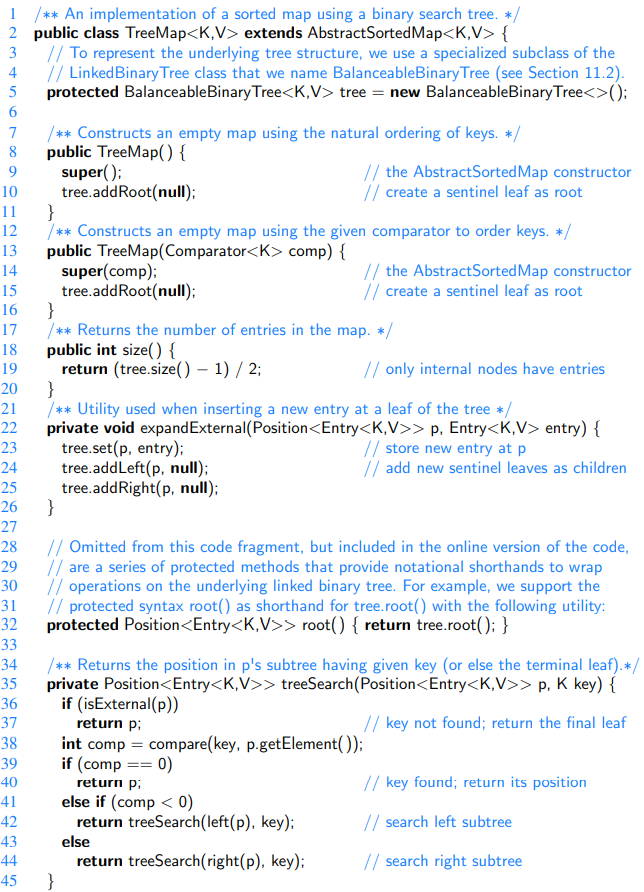 1 /** An implementation of a sorted map using a binary search tree. */
2 public class TreeMap<K,V> extends AbstractSortedMap<K,V> {
3 // To represent the underlying tree structure, we use a specialized subclass of the
4 // LinkedBinaryTree class that we name BalanceableBinaryTree (see Section 11.2).
5 protected BalanceableBinaryTree<K,V> tree = new BalanceableBinaryTree<>();
6
7 /** Constructs an empty map using the natural ordering of keys. */
8 public TreeMap() {
9 super(); // the AbstractSortedMap constructor
10 tree.addRoot(null); // create a sentinel leaf as root
11 }
12 /** Constructs an empty map using the given comparator to order keys. */
13 public TreeMap(Comparator<K> comp) {
14 super(comp); // the AbstractSortedMap constructor
15 tree.addRoot(null); // create a sentinel leaf as root
16 }
17 /** Returns the number of entries in the map. */
18 public int size() {
19 return (tree.size() − 1) / 2; // only internal nodes have entries
20 }
21 /** Utility used when inserting a new entry at a leaf of the tree */
22 private void expandExternal(Position<Entry<K,V>> p, Entry<K,V> entry) {
23 tree.set(p, entry); // store new entry at p
24 tree.addLeft(p, null); // add new sentinel leaves as children
25 tree.addRight(p, null);
26 }
27
28 // Omitted from this code fragment, but included in the online version of the code,
29 // are a series of protected methods that provide notational shorthands to wrap
30 // operations on the underlying linked binary tree. For example, we support the
31 // protected syntax root() as shorthand for tree.root() with the following utility:
32 protected Position<Entry<K,V>> root() { return tree.root(); }
33
34 /** Returns the position in p's subtree having given key (or else the terminal leaf).*/
35 private Position<Entry<K,V>> treeSearch(Position<Entry<K,V>> p, K key) {
36 if (isExternal(p))
37 return p; // key not found; return the final leaf
38 int comp = compare(key, p.getElement());
39 if (comp == 0)
40 return p; // key found; return its position
41 else if (comp < 0)
42 return treeSearch(left(p), key); // search left subtree
43 else
44 return treeSearch(right(p), key); // search right subtree
45 }